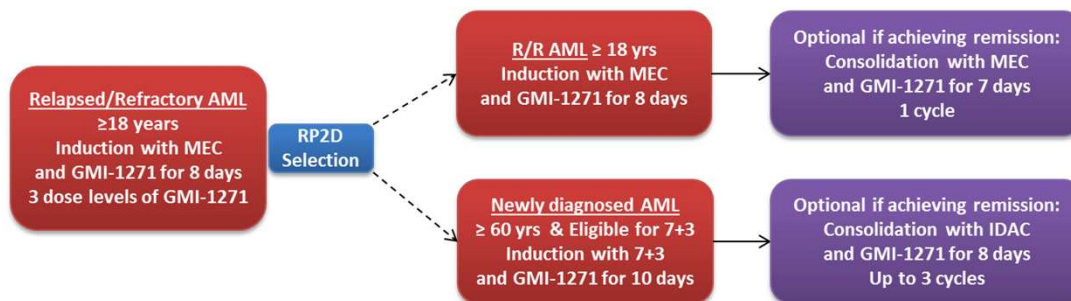 Relapsed/Refractory AML
≥18 years
Induction with MEC
and GMI-1271 for 8 days
3 dose levels of GMI-1271
RP2D
Selection
R/R AML ≥ 18 yrs
Induction with MEC
and GMI-1271 for 8 days
Optional if achieving remission:
Consolidation with MEC
and GMI-1271 for 7 days
1 cycle
Newly diagnosed AML
≥ 60 yrs & Eligible for 7+3
Induction with 7+3
and GMI-1271 for 10 days
Optional if achieving remission:
Consolidation with IDAC
and GMI-1271 for 8 days
Up to 3 cycles